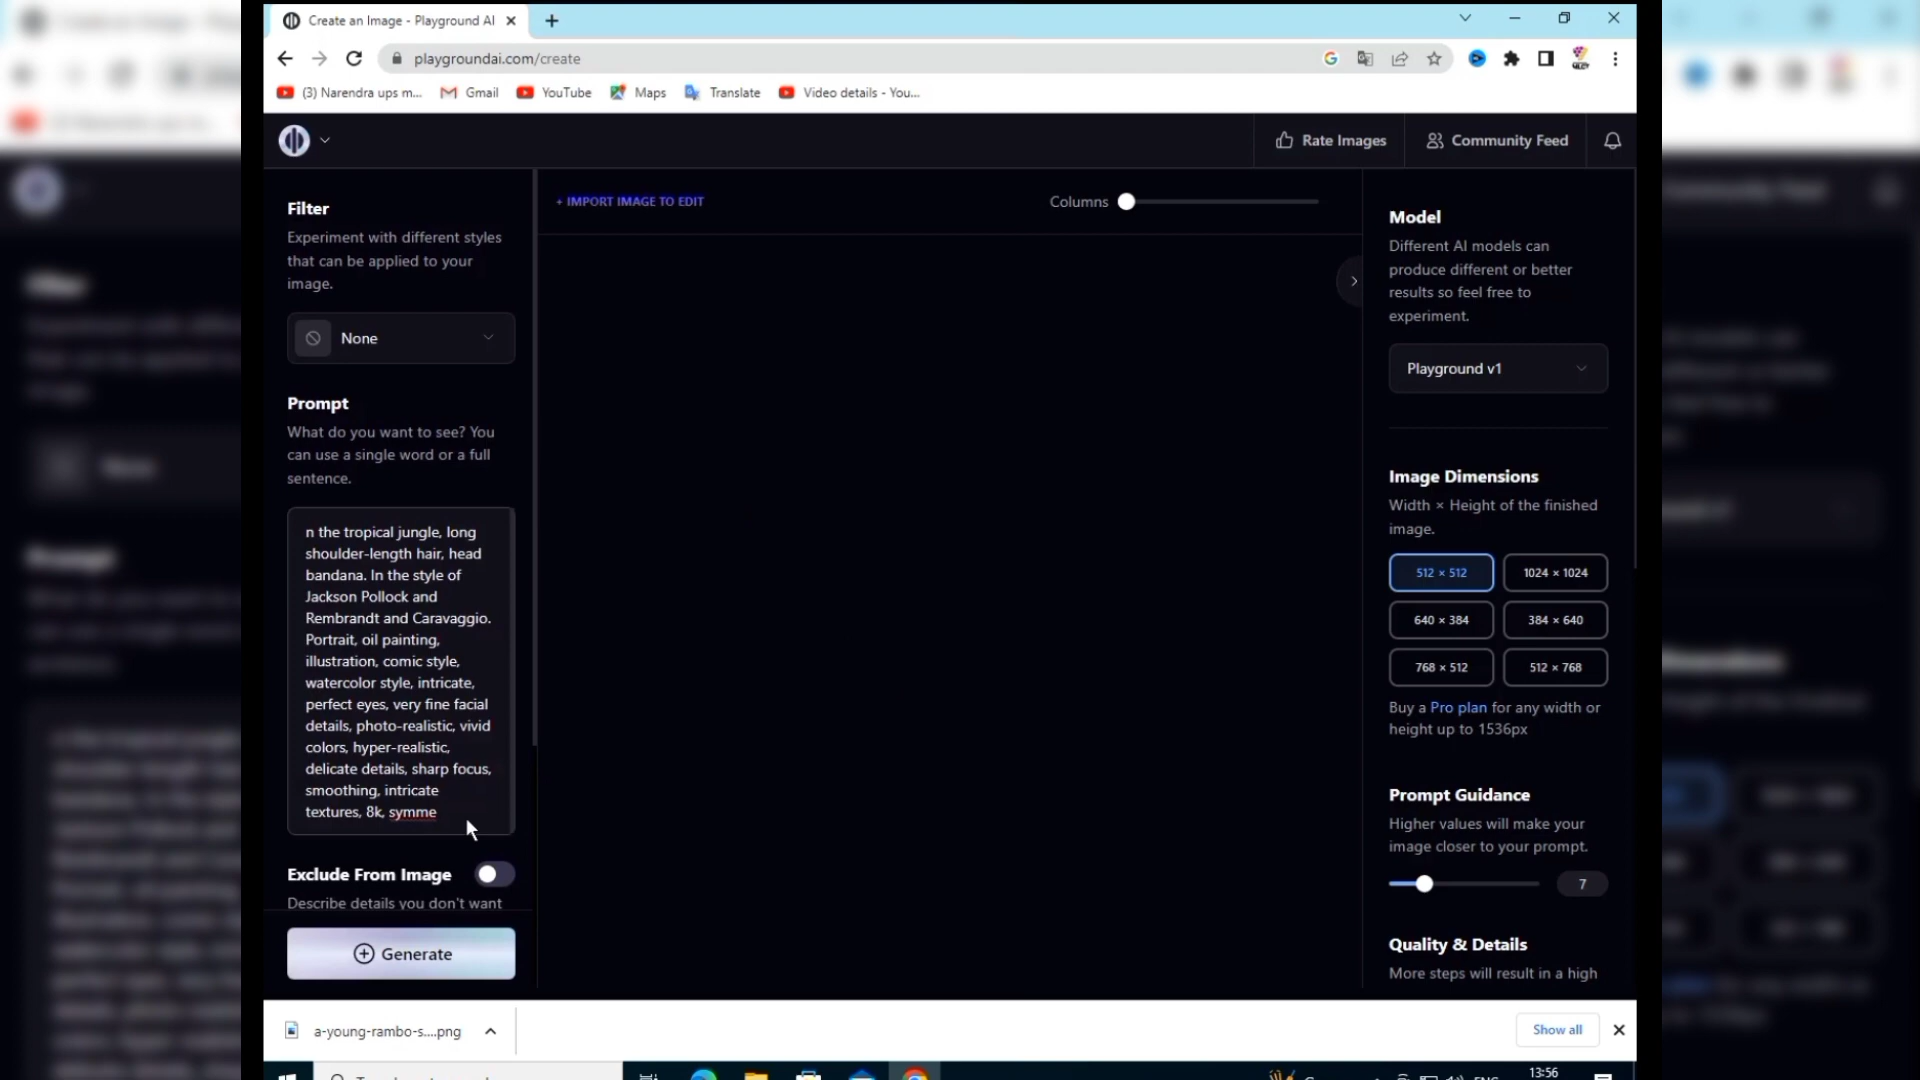 Create an Image - Playground AI
playgroundai.com/create
(3) Narendra ups m...
Gmail
YouTube
Maps
Translate
Video details - You...
Rate Images
Community Feed
Filter
Experiment with different styles
that can be applied to your
image.
None
Prompt
What do you want to see? You
can use a single word or a full
sentence.
n the tropical jungle, long
shoulder-length hair, head
bandana. In the style of
Jackson Pollock and
Rembrandt and Caravaggio.
Portrait, oil painting,
illustration, comic style,
watercolor style, intricate,
perfect eyes, very fine facial
details, photo-realistic, vivid
colors, hyper-realistic,
delicate details, sharp focus,
smoothing, intricate
textures, 8k, symme
Exclude From Image
Describe details you don't want
Generate
+ IMPORT IMAGE TO EDIT
Columns
Model
Different AI models can
produce different or better
results so feel free to
experiment.
Playground v1
Image Dimensions
Width × Height of the finished
image.
512 × 512
1024 × 1024
640 × 384
384 × 640
768 × 512
512 × 768
Buy a Pro plan for any width or
height up to 1536px
Prompt Guidance
Higher values will make your
image closer to your prompt.
7
Quality & Details
More steps will result in a high
a-young-rambo-s....png
Show all
13:56